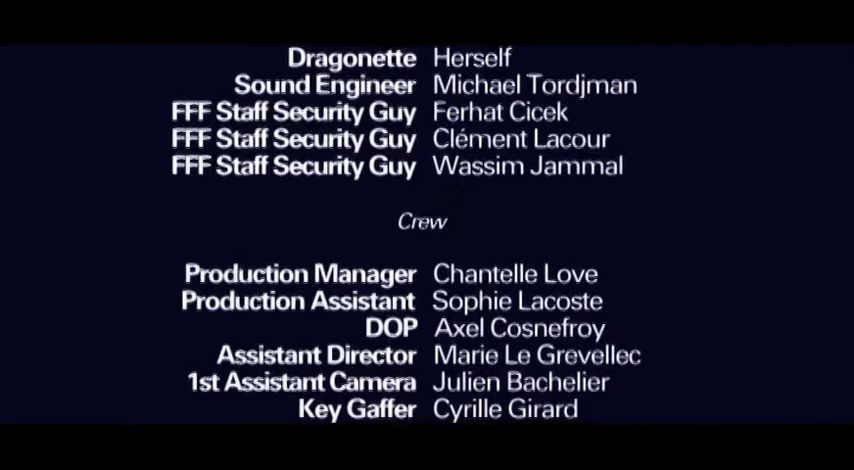 Dragonette Herself
Sound Engineer Michael Tordjman
FFF Staff Security Guy Ferhat Cicek
FFF Staff Security Guy Clément Lacour
FFF Staff Security Guy Wassim Jammal
Crew
Production Manager Chantelle Love
Production Assistant Sophie Lacoste
DOP Axel Cosnefroy
Assistant Director Marie Le Grevellec
1st Assistant Camera Julien Bachelier
Key Gaffer Cyrille Girard